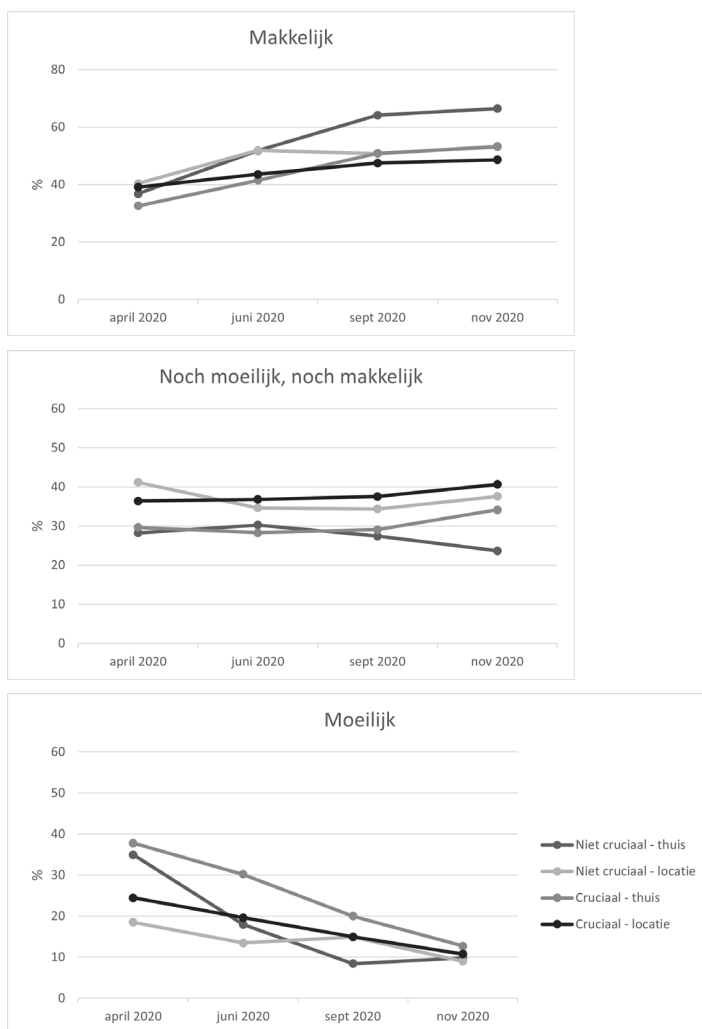 Makkelijk
80
60
40
20
0
%
april 2020 juni 2020 sept 2020 nov 2020
Noch moeilijk, noch makkelijk
60
50
40
30
20
10
0
%
april 2020 juni 2020 sept 2020 nov 2020
Moeilijk
60
50
40
30
20
10
0
%
april 2020 juni 2020 sept 2020 nov 2020
Niet cruciaal - thuis
Niet cruciaal - locatie
Cruciaal - thuis
Cruciaal - locatie